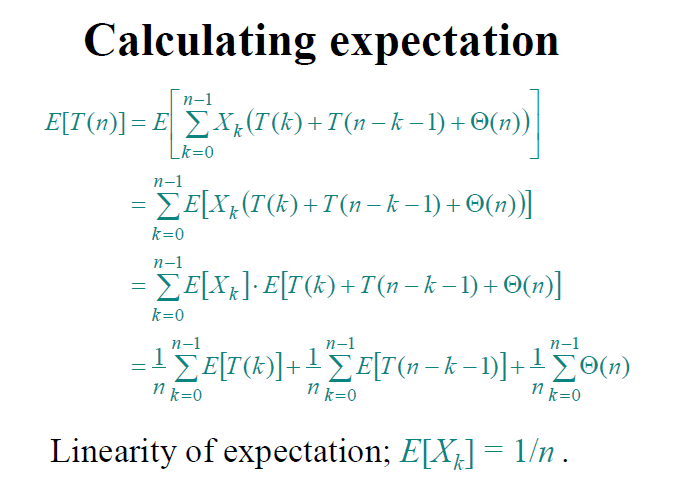 Calculating expectation
E[T(n)] = E[∑_{k=0}^{n−1} X_k (T(k) + T(n − k − 1) + Θ(n))]
= ∑_{k=0}^{n−1} E[X_k (T(k) + T(n − k − 1) + Θ(n))]
= ∑_{k=0}^{n−1} E[X_k] · E[T(k) + T(n − k − 1) + Θ(n)]
= 1/n ∑_{k=0}^{n−1} E[T(k)] + 1/n ∑_{k=0}^{n−1} E[T(n − k − 1)] + 1/n ∑_{k=0}^{n−1} Θ(n)
Linearity of expectation; E[X_k] = 1/n .